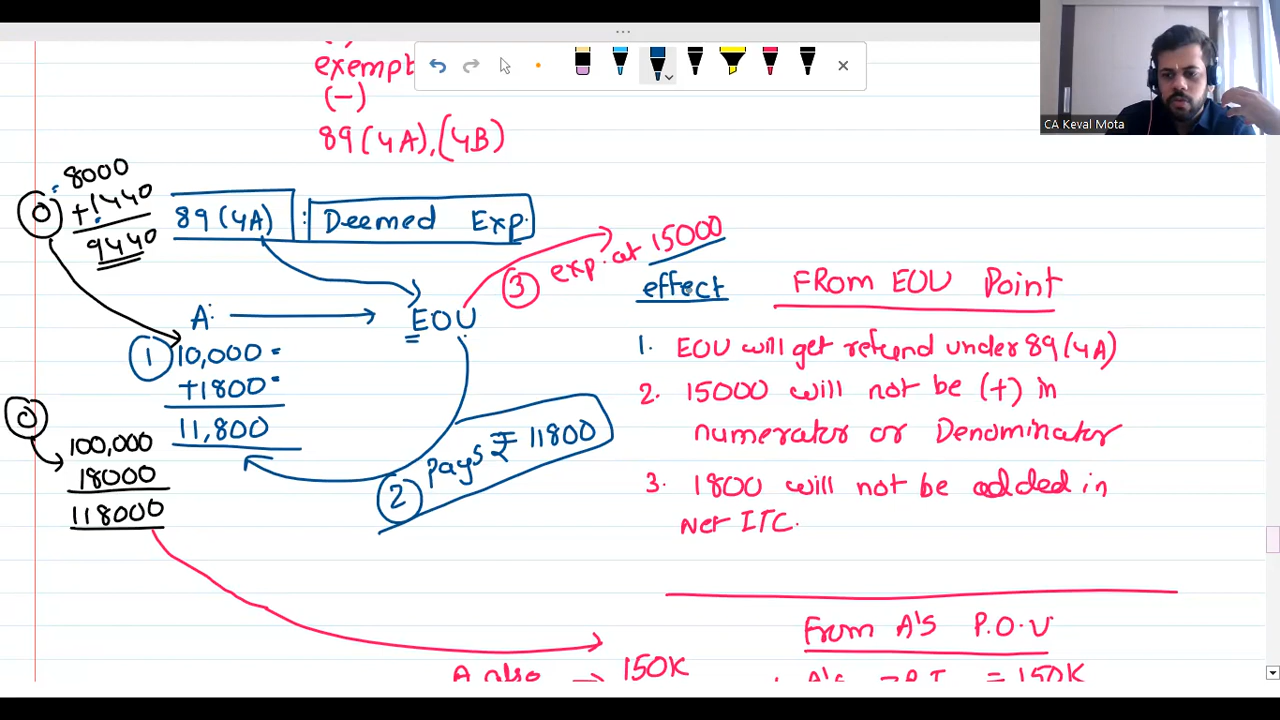 exempt
(-)
89(4A),(4B)
CA Keval Mota
0
8000
+1440
9440
89(4A) : Deemed Exp.
3 exp. at 15000
effect
FROM EOU Point
A: EOU
1 10,000
+1800
11,800
1. EOU will get refund under 89(4A)
2. 15000 will not be (+) in
numerator or Denominator
3. 1800 will not be added in
Net ITC.
2 Pays ₹ 11800
0
100,000
18000
118000
From A's P.O.V
A also → 150K
= 150K